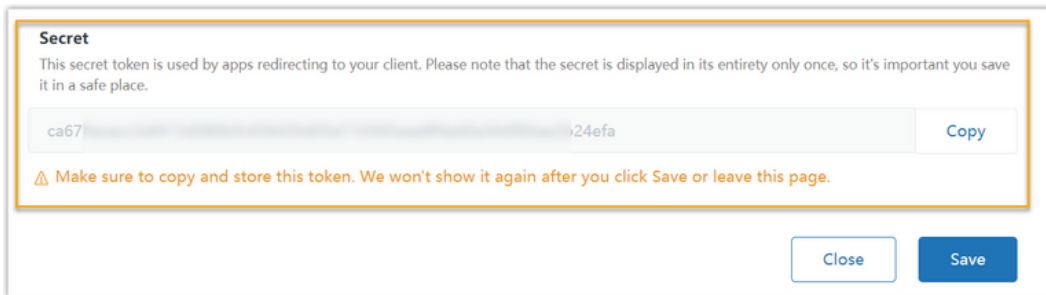 Secret
This secret token is used by apps redirecting to your client. Please note that the secret is displayed in its entirety only once, so it's important you save
it in a safe place.
ca67 b24efa Copy
⚠ Make sure to copy and store this token. We won't show it again after you click Save or leave this page.
Close Save